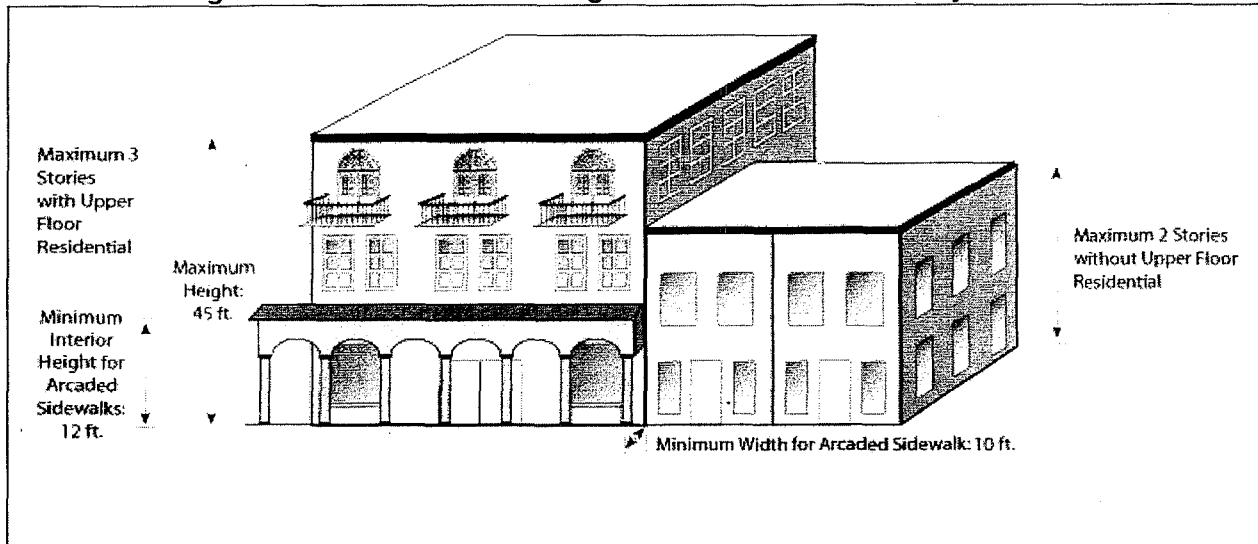 Maximum 3
Stories
with Upper
Floor
Residential
Maximum
Height:
45 ft.
Minimum
Interior
Height for
Arcaded
Sidewalks:
12 ft.
Maximum 2 Stories
without Upper Floor
Residential
Minimum Width for Arcaded Sidewalk: 10 ft.